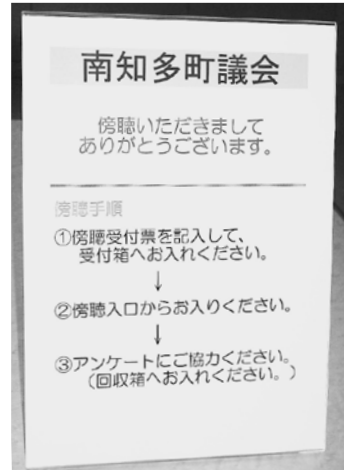 南知多町議会
傍聴いただきまして
ありがとうございます。
傍聴手順
①傍聴受付票を記入して、
受付箱へお入れください。
↓
②傍聴入口からお入りください。
↓
③アンケートにご協力ください。
（回収箱へお入れください。）